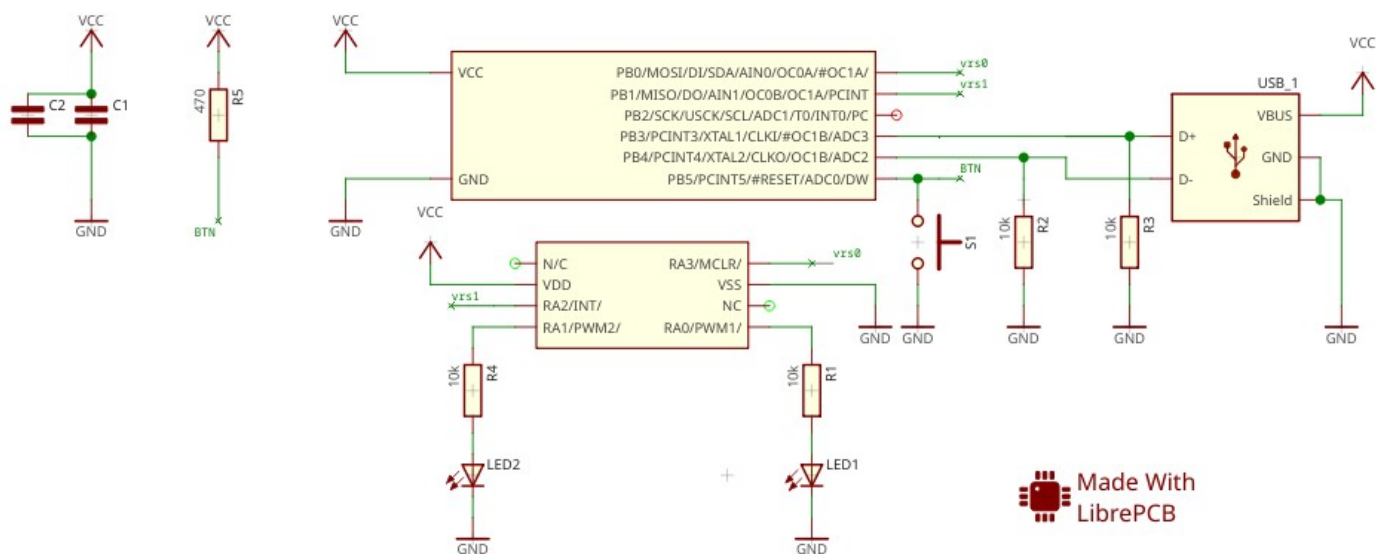 VCC
VCC
VCC
C2
C1
470
R5
GND
BTN
VCC
PB0/MOSI/DI/SDA/AIN0/OC0A/#OC1A/
vrs0
PB1/MISO/DO/AIN1/OC0B/OC1A/PCINT
vrs1
PB2/SCK/USCK/SCL/ADC1/T0/INT0/PC
PB3/PCINT3/XTAL1/CLKI/#OC1B/ADC3
PB4/PCINT4/XTAL2/CLKO/OC1B/ADC2
GND
PB5/PCINT5/#RESET/ADC0/DW
BTN
GND
VCC
USB_1
D+
D-
VBUS
GND
Shield
GND
S1
GND
10k
R2
GND
10k
R3
GND
VCC
N/C
RA3/MCLR/
vrs0
VDD
VSS
GND
vrs1
RA2/INT/
NC
RA1/PWM2/
RA0/PWM1/
10k
R4
10k
R1
LED2
LED1
GND
GND
Made With
LibrePCB